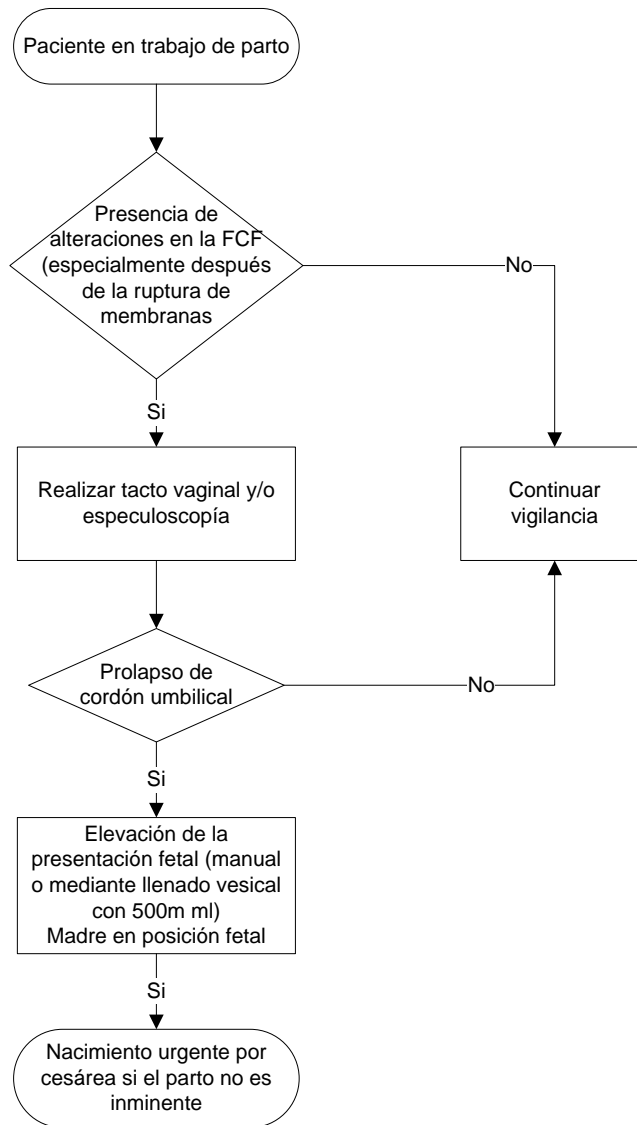 Paciente en trabajo de parto
Presencia de
alteraciones en la FCF
(especialmente después
de la ruptura de
membranas
No
Si
Realizar tacto vaginal y/o
especuloscopía
Continuar
vigilancia
Prolapso de
cordón umbilical
No
Si
Elevación de la
presentación fetal (manual
o mediante llenado vesical
con 500m ml)
Madre en posición fetal
Si
Nacimiento urgente por
cesárea si el parto no es
inminente